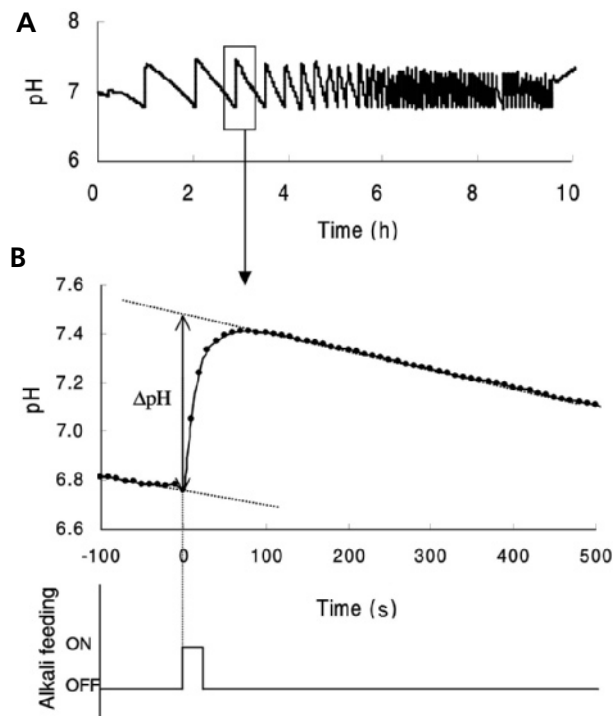 A
8
7
6
pH
0 2 4 6 8 10
Time (h)
B
7.6
7.4
7.2
7.0
6.8
6.6
pH
ΔpH
-100 0 100 200 300 400 500
Time (s)
Alkali feeding
ON
OFF